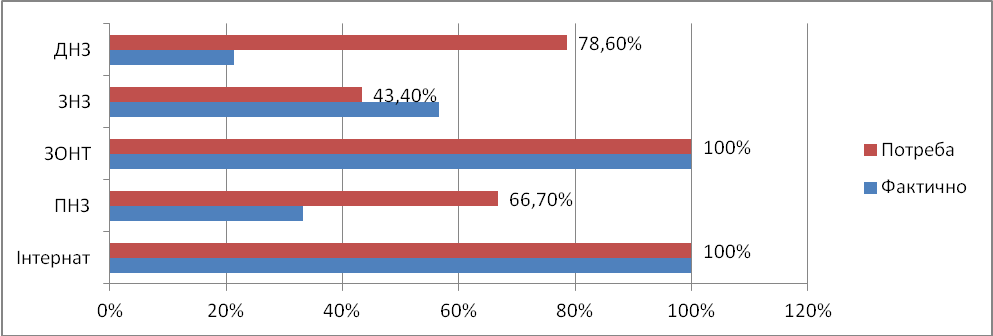 ДНЗ
78,60%
ЗНЗ
43,40%
ЗОНТ
100%
ПНЗ
66,70%
Інтернат
100%
Потреба
Фактично
0% 20% 40% 60% 80% 100% 120%